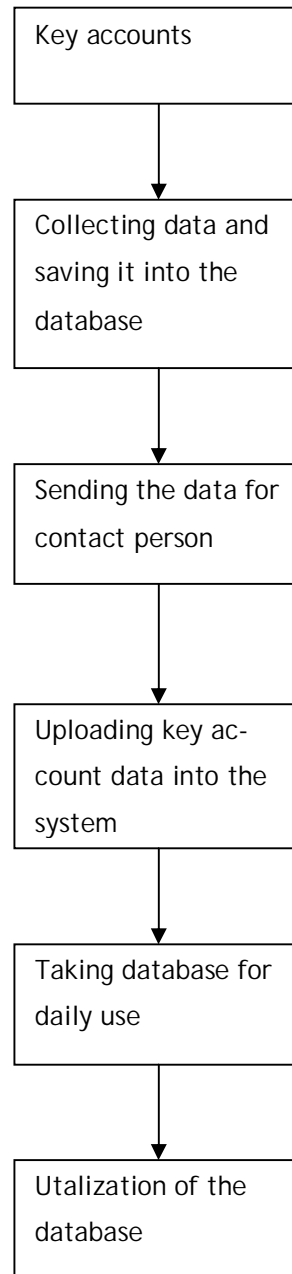 Key accounts
Collecting data and
saving it into the
database
Sending the data for
contact person
Uploading key ac-
count data into the
system
Taking database for
daily use
Utalization of the
database